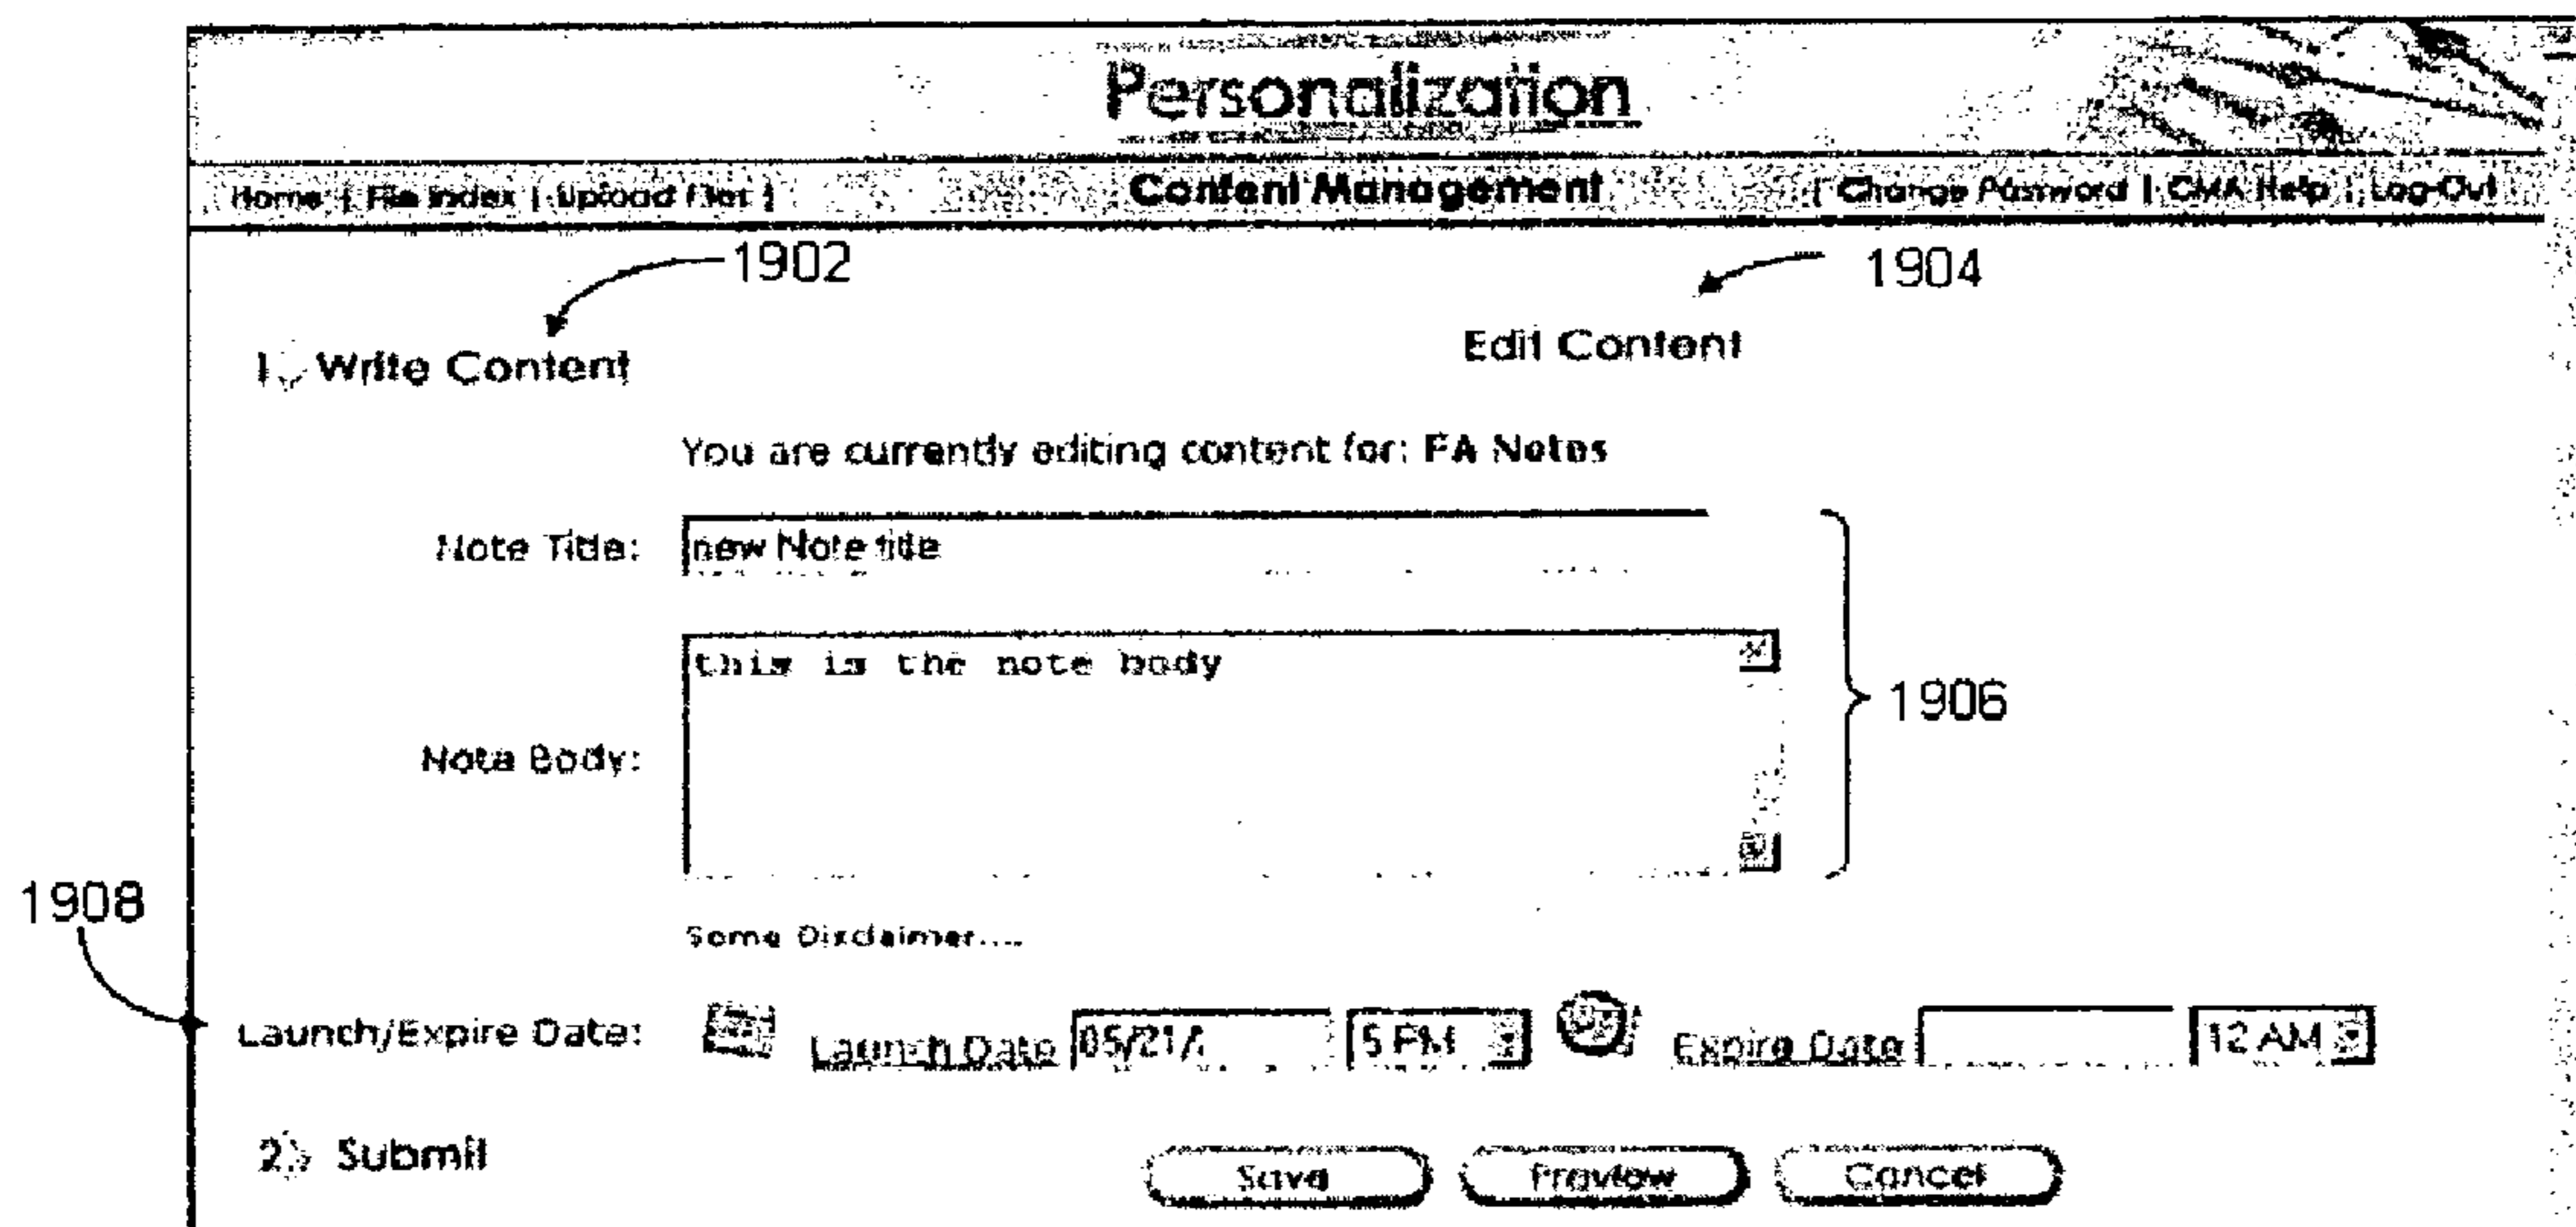 Personalization
Home | File Index | Upload Files | Content Management | Change Password | CMA Help | Log-Out
1902 1904
1 Write Content Edit Content
You are currently editing content for: FA Notes
Note Title: new Note title
this is the note body
1906
Note Body:
1908
Some Disclaimer....
Launch/Expire Date: Launch Date 05/21/ 5 PM Expire Date 12 AM
2 Submit Save Preview Cancel